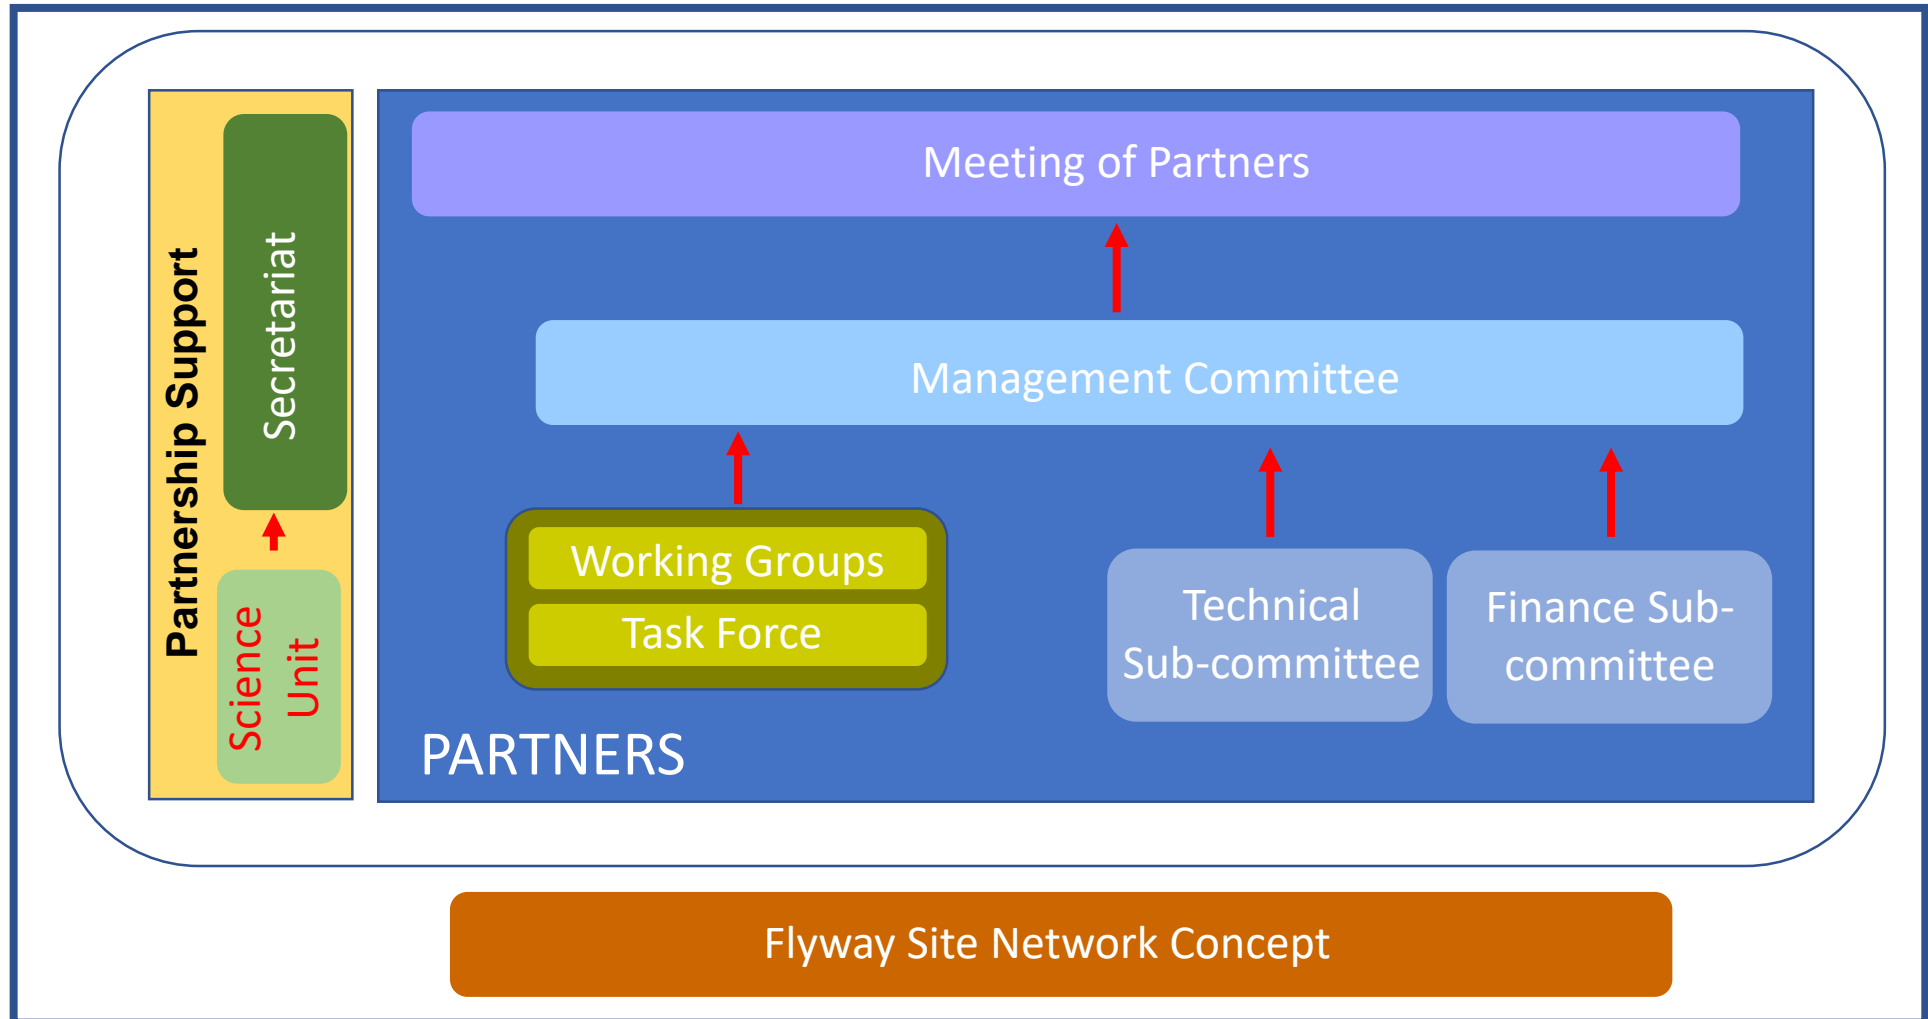 Partnership Support
Secretariat
Science
Unit
Meeting of Partners
Management Committee
Working Groups
Task Force
Technical
Sub-committee
Finance Sub-
committee
PARTNERS
Flyway Site Network Concept